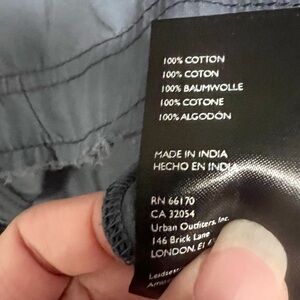 100% COTTON
100% COTON
100% BAUMWOLLE
100% COTONE
100% ALGODÓN
MADE IN INDIA
HECHO EN INDIA
RN 66170
CA 32054
Urban Outfitters, Inc.
146 Brick Lane
LONDON, E1